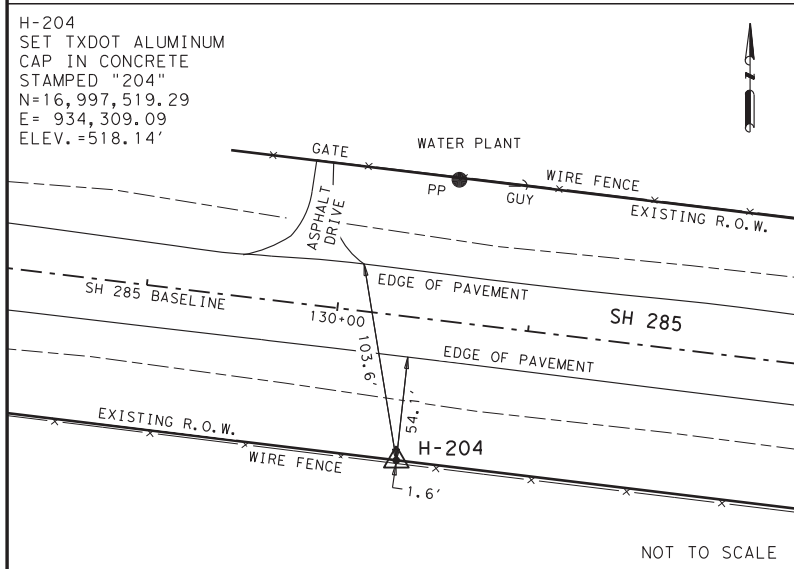 H-204
SET TXDOT ALUMINUM
CAP IN CONCRETE
STAMPED "204"
N=16,997,519.29
E= 934,309.09
ELEV.=518.14'
N
GATE
WATER PLANT
WIRE FENCE
PP
GUY
EXISTING R.O.W.
ASPHALT
DRIVE
EDGE OF PAVEMENT
SH 285 BASELINE
130+00
SH 285
103.6'
EDGE OF PAVEMENT
54.1'
EXISTING R.O.W.
WIRE FENCE
H-204
1.6'
NOT TO SCALE